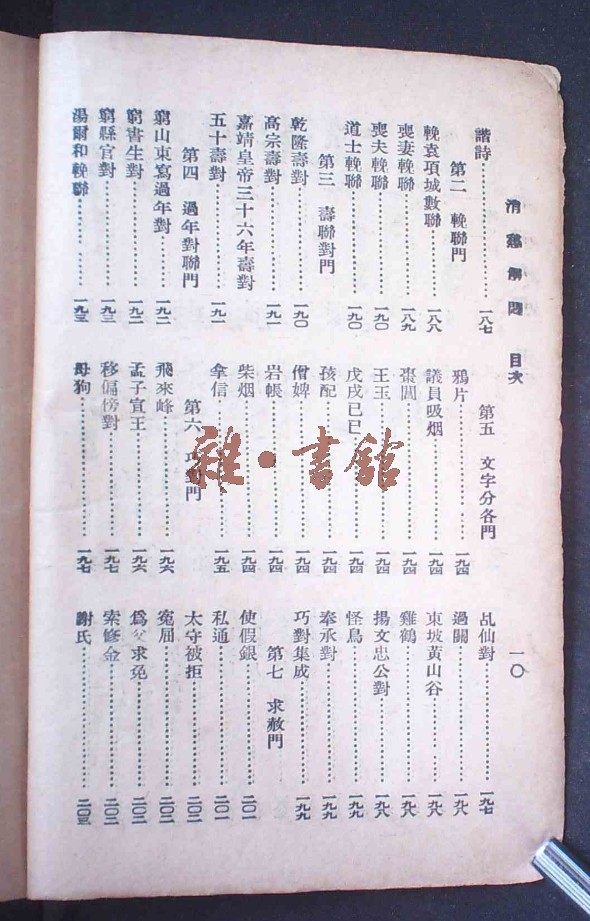 消愁解悶 目次
一〇
諧詩 一八七
第二 輓聯門
輓袁項城數聯 一八八
喪妻輓聯 一八九
喪夫輓聯 一九〇
道士輓聯 一九〇
第三 壽聯對門
乾隆壽對 一九〇
高宗壽對 一九一
嘉靖皇帝三十六年壽對
五十壽對 一九一
第四 過年對聯門
窮山東寫過年對 一九二
窮書生對 一九二
窮縣官對 一九三
湯爾和輓聯 一九三
第五 文字分各門
鴉片 一九四
議員吸烟 一九四
棗閶 一九四
王玉 一九四
戊戌巳已 一九四
孩配 一九四
僧婢 一九四
岩帳 一九四
柴烟 一九四
拿信 一九五
第六 巧對門
飛來峰 一九六
孟子宣王 一九六
移偏傍對 一九七
母狗 一九七
乩仙對 一九七
過關 一九八
東坡黃山谷 一九八
雞鶴 一九八
揚文忠公對 一九八
怪鳥 一九九
奉承對 一九九
巧對集成 一九九
第七 求赦門
使假銀 二〇一
私通 二〇一
太守被拒 二〇二
冤屈 二〇二
爲父求免 二〇二
索修金 二〇二
謝氏 二〇三
雜·書館